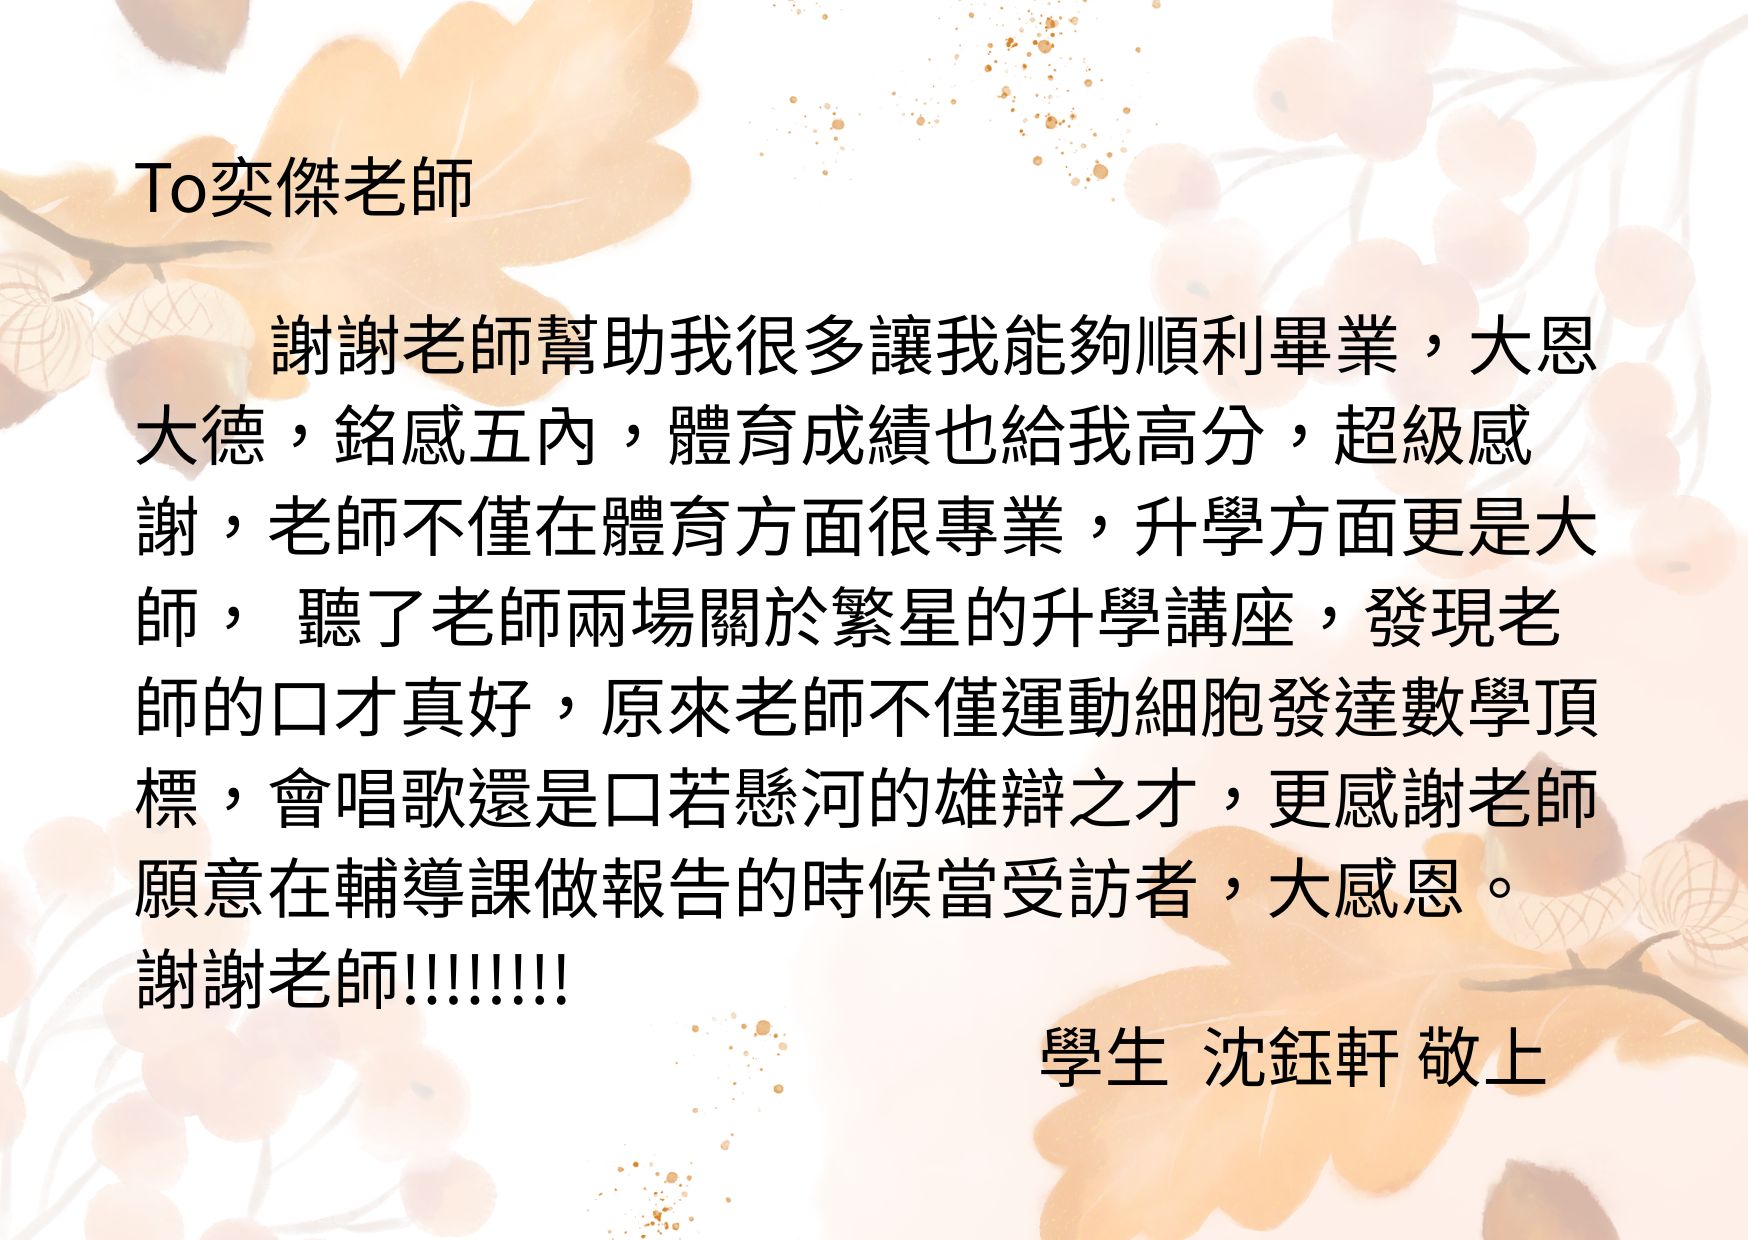 To奕傑老師
謝謝老師幫助我很多讓我能夠順利畢業，大恩
大德，銘感五內，體育成績也給我高分，超級感
謝，老師不僅在體育方面很專業，升學方面更是大
師， 聽了老師兩場關於繁星的升學講座，發現老
師的口才真好，原來老師不僅運動細胞發達數學頂
標，會唱歌還是口若懸河的雄辯之才，更感謝老師
願意在輔導課做報告的時候當受訪者，大感恩。
謝謝老師!!!!!!!!
學生 沈鈺軒 敬上